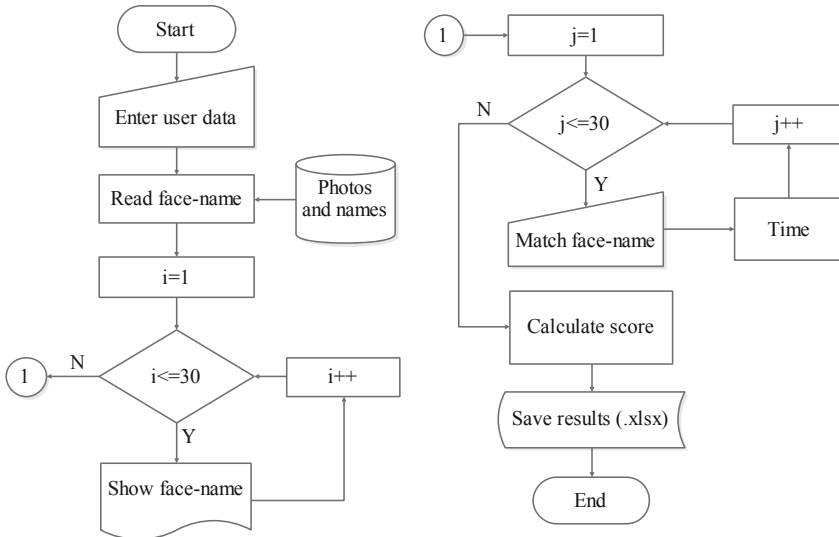 Start
Enter user data
Read face-name
Photos
and names
i=1
i<=30
N
1
Y
i++
Show face-name
1
j=1
j<=30
N
Y
j++
Match face-name
Time
Calculate score
Save results (.xlsx)
End